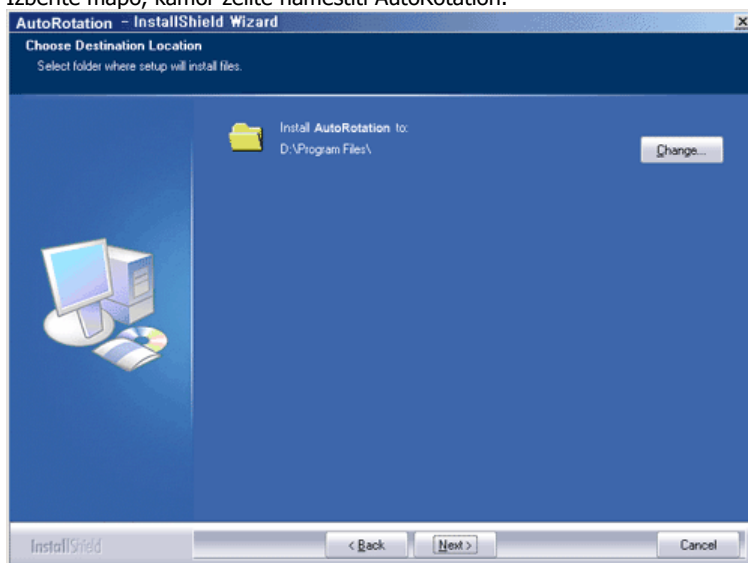 Izberite mapo, kamor želite namestiti AutoRotation.
AutoRotation - InstallShield Wizard
Choose Destination Location
Select folder where setup will install files.
Install AutoRotation to:
D:\Program Files\
Change...
InstallShield
< Back
Next >
Cancel